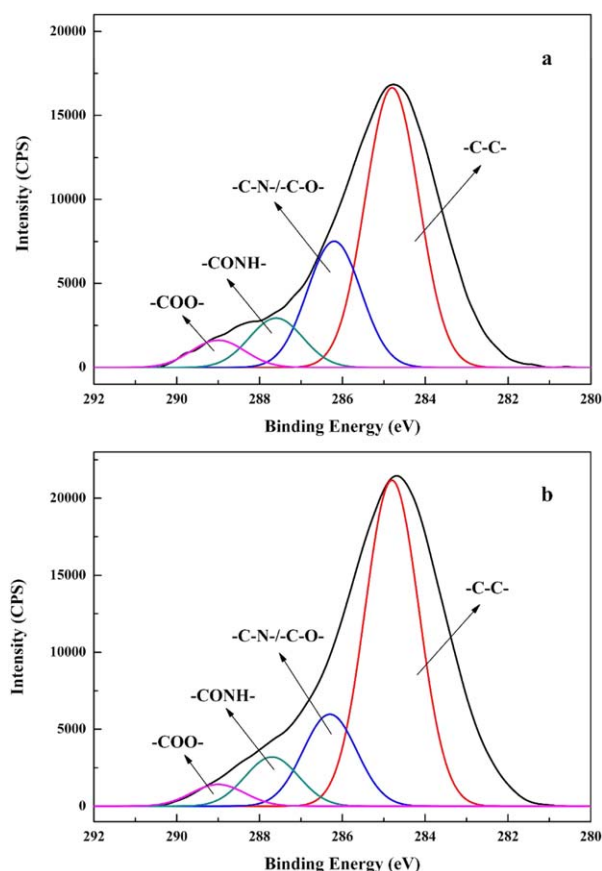 a
20000
15000
10000
5000
0
Intensity (CPS)
-C-C-
-C-N-/-C-O-
-CONH-
-COO-
292 290 288 286 284 282 280
Binding Energy (eV)
b
20000
15000
10000
5000
0
Intensity (CPS)
-C-C-
-C-N-/-C-O-
-CONH-
-COO-
292 290 288 286 284 282 280
Binding Energy (eV)